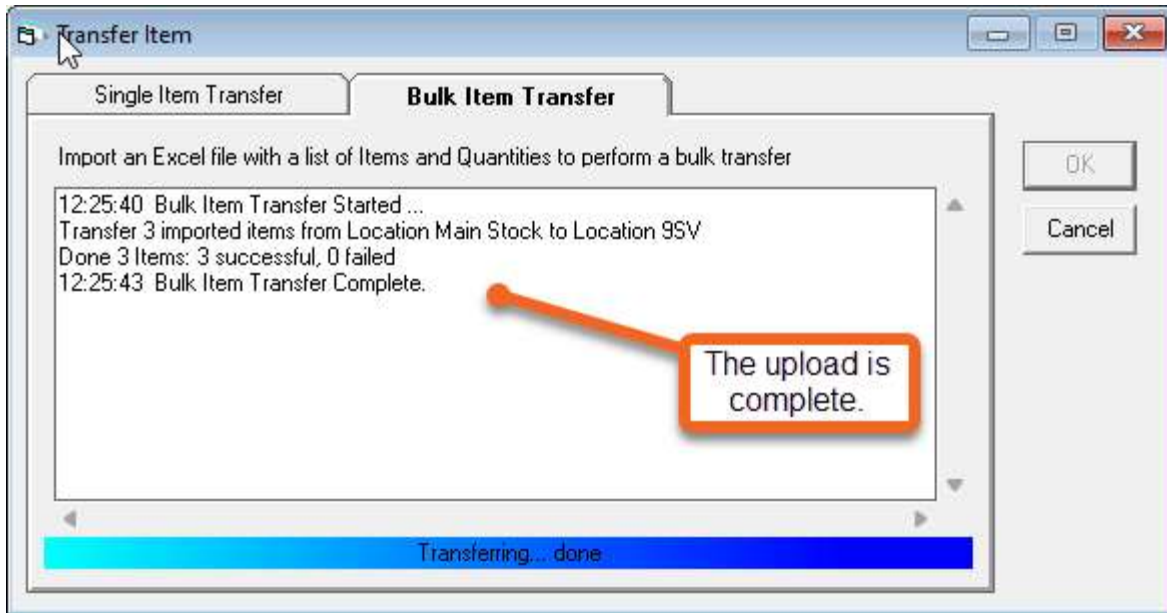 Transfer Item
Single Item Transfer
Bulk Item Transfer
Import an Excel file with a list of Items and Quantities to perform a bulk transfer
12:25:40 Bulk Item Transfer Started ...
Transfer 3 imported items from Location Main Stock to Location 9SV
Done 3 Items: 3 successful, 0 failed
12:25:43 Bulk Item Transfer Complete.
The upload is
complete.
Transferring... done
OK
Cancel